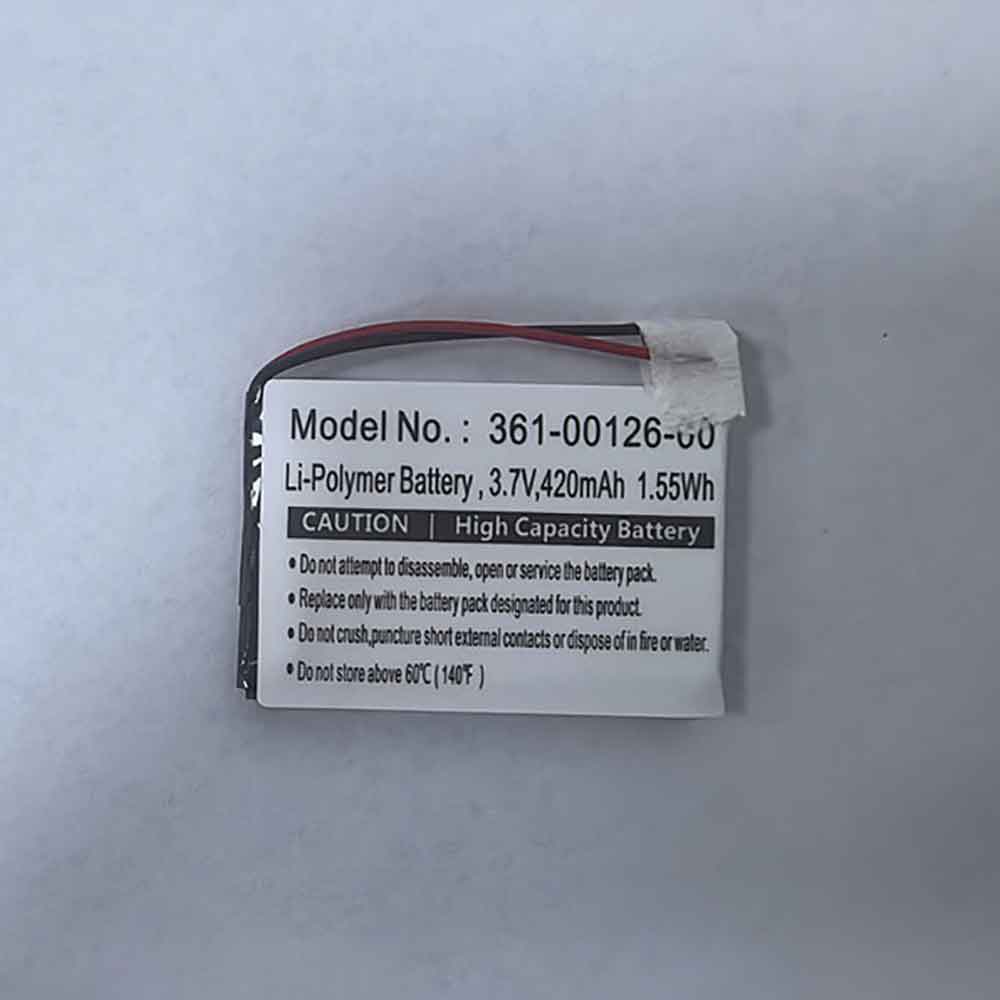 Model No. : 361-00126-00
Li-Polymer Battery , 3.7V,420mAh 1.55Wh
CAUTION | High Capacity Battery
• Do not attempt to disassemble, open or service the battery pack.
• Replace only with the battery pack designated for this product.
• Do not crush,puncture short external contacts or dispose of in fire or water.
• Do not store above 60℃ ( 140℉ )